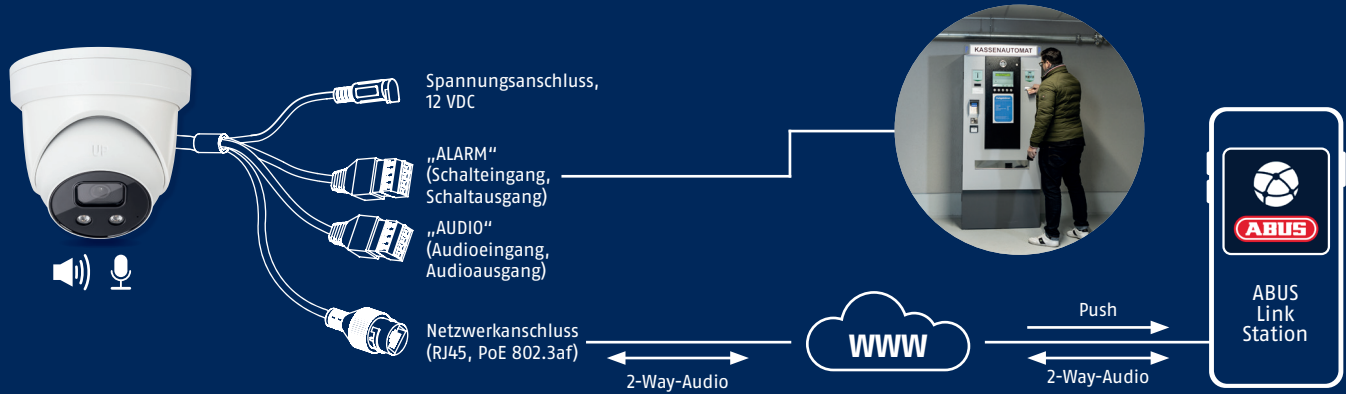 Spannungsanschluss,
12 VDC
„ALARM“
(Schalteingang,
Schaltausgang)
„AUDIO“
(Audioeingang,
Audioausgang)
Netzwerkanschluss
(RJ45, PoE 802.3af)
2-Way-Audio
WWW
KASSENAUTOMAT
Push
2-Way-Audio
ABUS
ABUS
Link
Station